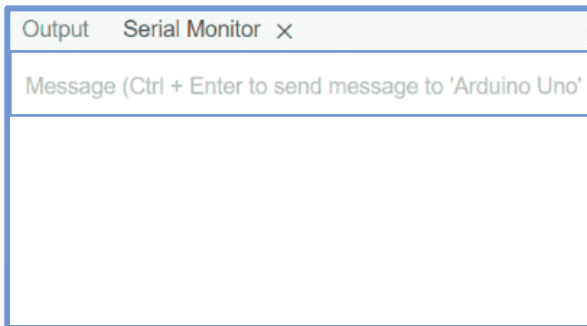 Output Serial Monitor ×
Message (Ctrl + Enter to send message to 'Arduino Uno'